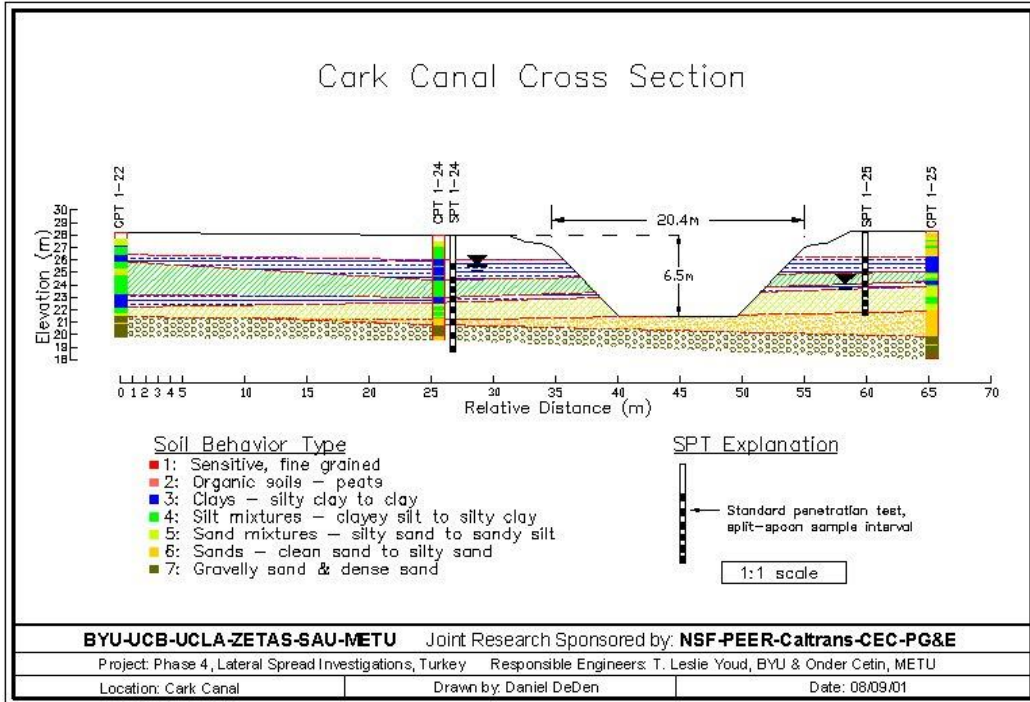 Cark Canal Cross Section
CPT 1-22
CPT 1-24
SPT 1-24
SPT 1-25
CPT 1-25
20.4m
6.5m
Elevation (m)
30
29
28
27
26
25
24
23
22
21
20
19
18
0 1 2 3 4 5 10 15 20 25 30 35 40 45 50 55 60 65 70
Relative Distance (m)
Soil Behavior Type
1: Sensitive, fine grained
2: Organic soils – peats
3: Clays – silty clay to clay
4: Silt mixtures – clayey silt to silty clay
5: Sand mixtures – silty sand to sandy silt
6: Sands – clean sand to silty sand
7: Gravelly sand & dense sand
SPT Explanation
Standard penetration test,
split-spoon sample interval
1:1 scale
BYU-UCB-UCLA-ZETAS-SAU-METU Joint Research Sponsored by: NSF-PEER-Caltrans-CEC-PG&E
Project: Phase 4, Lateral Spread Investigations, Turkey Responsible Engineers: T. Leslie Youd, BYU & Onder Cetin, METU
Location: Cark Canal Drawn by: Daniel DeDen Date: 08/09/01